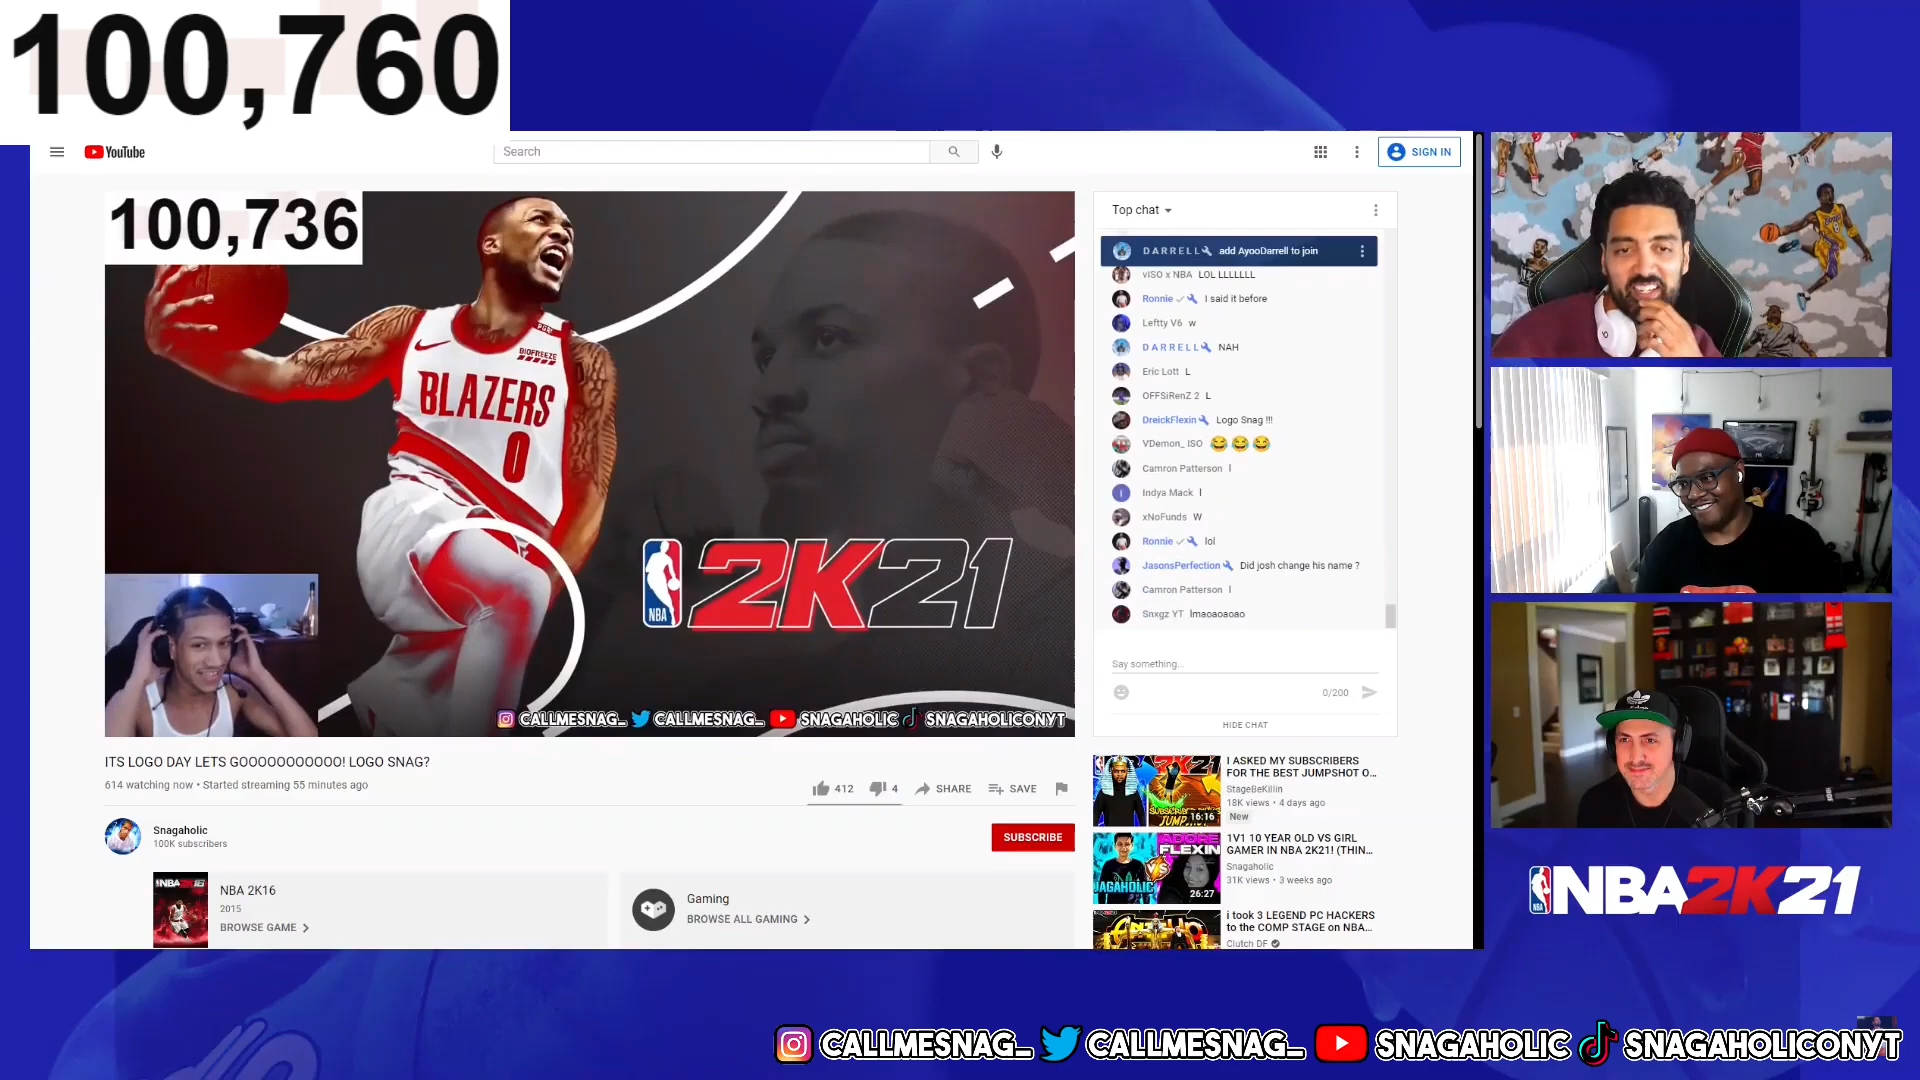 100,760
YouTube
Search
SIGN IN
100,736
PDXC
BIOFREEZE
BLAZERS
0
NBA
2K21
CALLMESNAG_ CALLMESNAG_ SNAGAHOLIC SNAGAHOLICONYT
Top chat
DARRELL add AyooDarrell to join
vISO x NBA LOL LLLLLLL
Ronnie I said it before
Leftty V6 w
DARRELL NAH
Eric Lott L
OFFSiRenZ 2 L
DreickFlexin Logo Snag !!!
VDemon_ ISO 😂😂😂
Camron Patterson l
Indya Mack l
xNoFunds W
Ronnie lol
JasonsPerfection Did josh change his name ?
Camron Patterson l
Snxgz YT lmaoaoaoao
Say something...
0/200
HIDE CHAT
ITS LOGO DAY LETS GOOOOOOOOOOO! LOGO SNAG?
614 watching now • Started streaming 55 minutes ago
412 4 SHARE SAVE
Snagaholic
100K subscribers
SUBSCRIBE
NBA 2K16
2015
BROWSE GAME
Gaming
BROWSE ALL GAMING
I ASKED MY SUBSCRIBERS
FOR THE BEST JUMPSHOT O...
StageBeKillin
18K views • 4 days ago
New
16:16
1V1 10 YEAR OLD VS GIRL
GAMER IN NBA 2K21! (THIN...
Snagaholic
31K views • 3 weeks ago
FLEXIN
VS
26:27
i took 3 LEGEND PC HACKERS
to the COMP STAGE on NBA...
Clutch DF
NBA2K21
CALLMESNAG_ CALLMESNAG_ SNAGAHOLIC SNAGAHOLICONYT